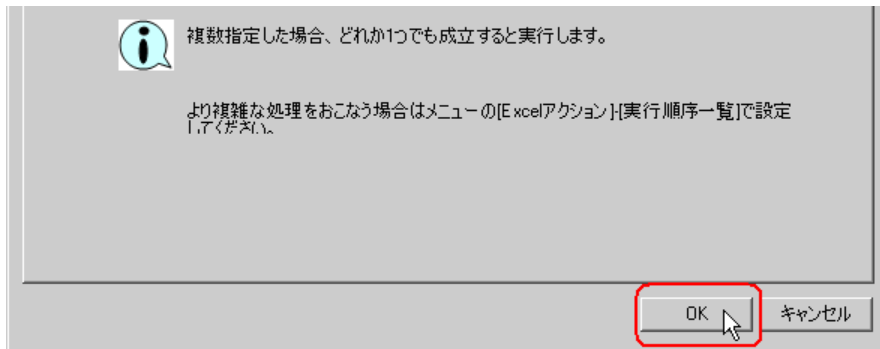 複数指定した場合、どれか1つでも成立すると実行します。
より複雑な処理をおこなう場合はメニューの[Excelアクション]-[実行順序一覧]で設定
してください。
OK
キャンセル